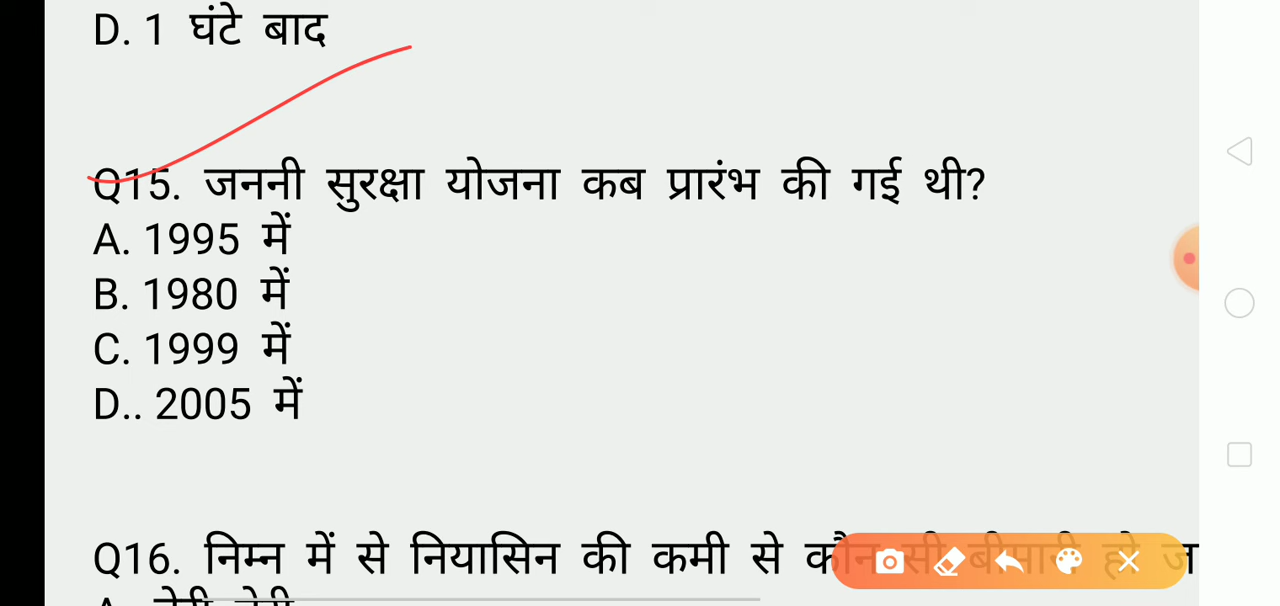 D. 1 घंटे बाद
Q15. जननी सुरक्षा योजना कब प्रारंभ की गई थी?
A. 1995 में
B. 1980 में
C. 1999 में
D.. 2005 में
Q16. निम्न में से नियासिन की कमी से कौन सी बीमारी हो